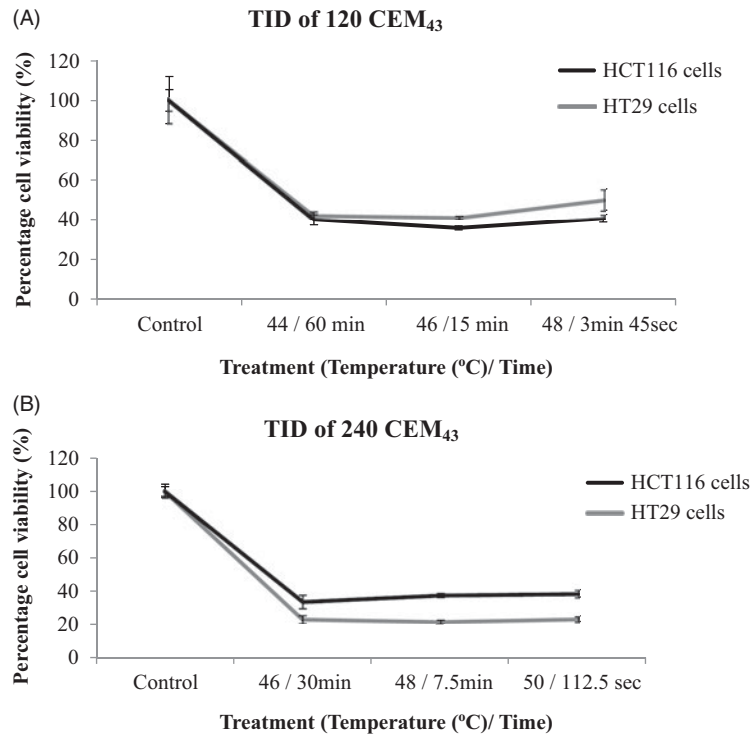 (A)
TID of 120 CEM₄₃
Percentage cell viability (%)
120
100
80
60
40
20
0
HCT116 cells
HT29 cells
Control 44 / 60 min 46 /15 min 48 / 3min 45sec
Treatment (Temperature (ºC)/ Time)
(B)
TID of 240 CEM₄₃
Percentage cell viability (%)
120
100
80
60
40
20
0
HCT116 cells
HT29 cells
Control 46 / 30min 48 / 7.5min 50 / 112.5 sec
Treatment (Temperature (ºC)/ Time)